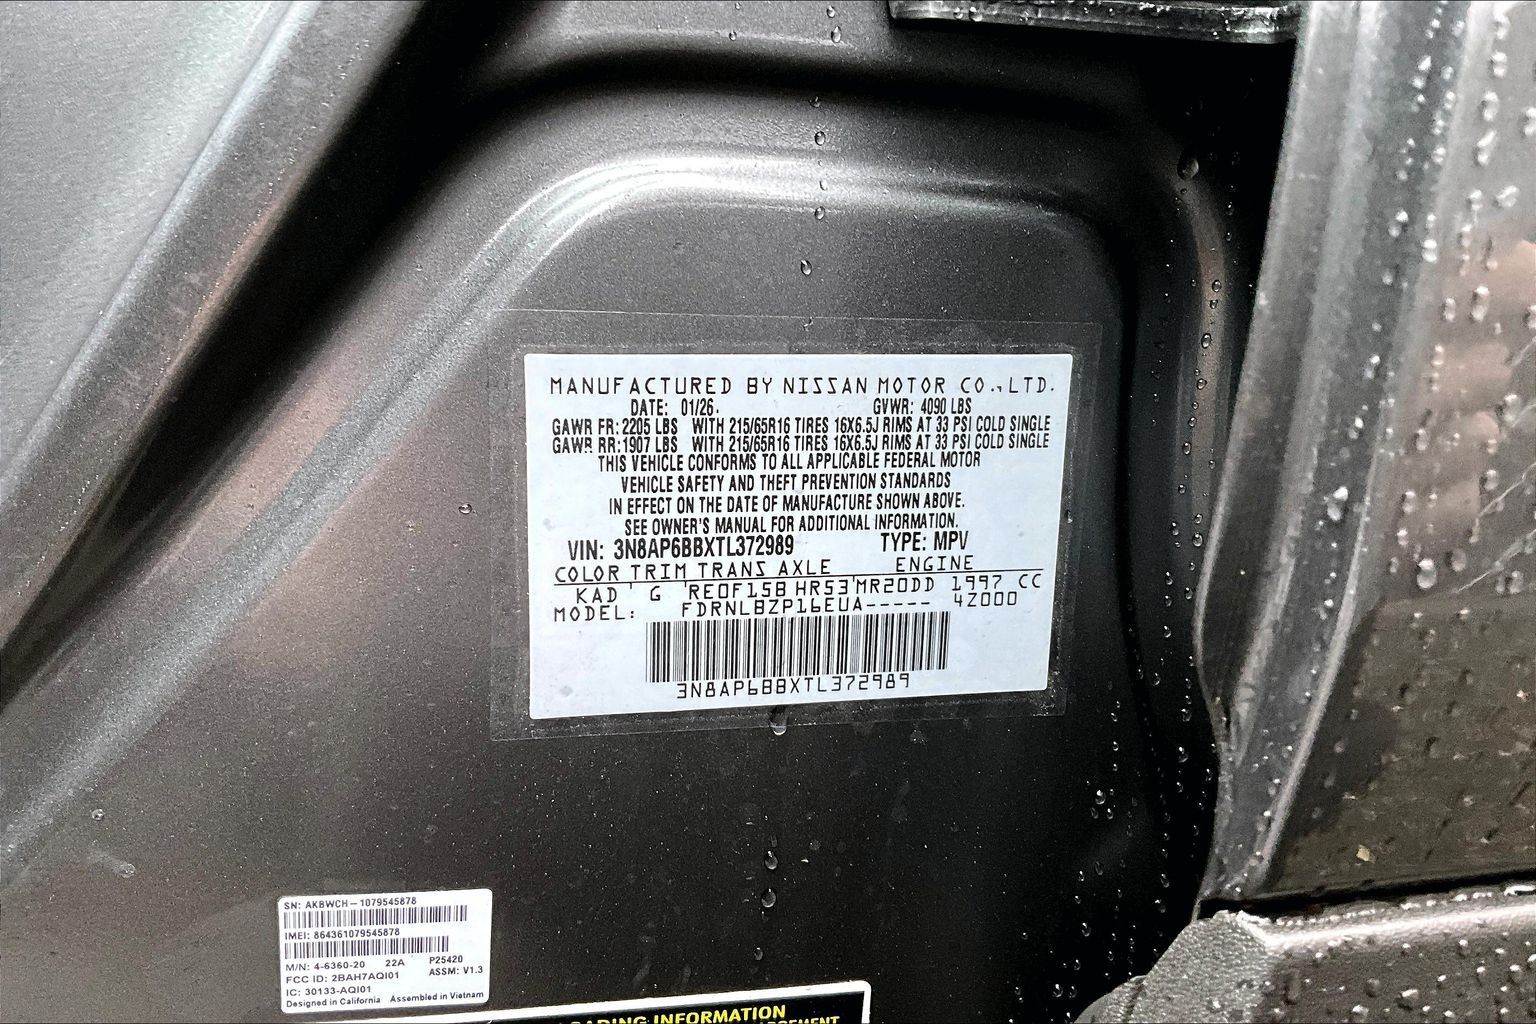 MANUFACTURED BY NISSAN MOTOR CO., LTD.
DATE: 01/26. GVWR: 4090 LBS
GAWR FR: 2205 LBS WITH 215/65R16 TIRES 16X6.5J RIMS AT 33 PSI COLD SINGLE
GAWR RR: 1907 LBS WITH 215/65R16 TIRES 16X6.5J RIMS AT 33 PSI COLD SINGLE
THIS VEHICLE CONFORMS TO ALL APPLICABLE FEDERAL MOTOR
VEHICLE SAFETY AND THEFT PREVENTION STANDARDS
IN EFFECT ON THE DATE OF MANUFACTURE SHOWN ABOVE.
SEE OWNER'S MANUAL FOR ADDITIONAL INFORMATION.
VIN: 3N8AP6BBXTL372989 TYPE: MPV
COLOR TRIM TRANS AXLE ENGINE
KAD G RE0F15B HR53 MR20DD 1997 CC
MODEL: FDRNLBZP16EUA----- 4Z000
3N8AP6BBXTL372989
SN: AKBWCH-1079545878
IMEI: 864361079545878
M/N: 4-6360-20 22A P25420
FCC ID: 2BAH7AQI01 ASSM: V1.3
IC: 30133-AQI01
Designed in California Assembled in Vietnam
LOADING INFORMATION